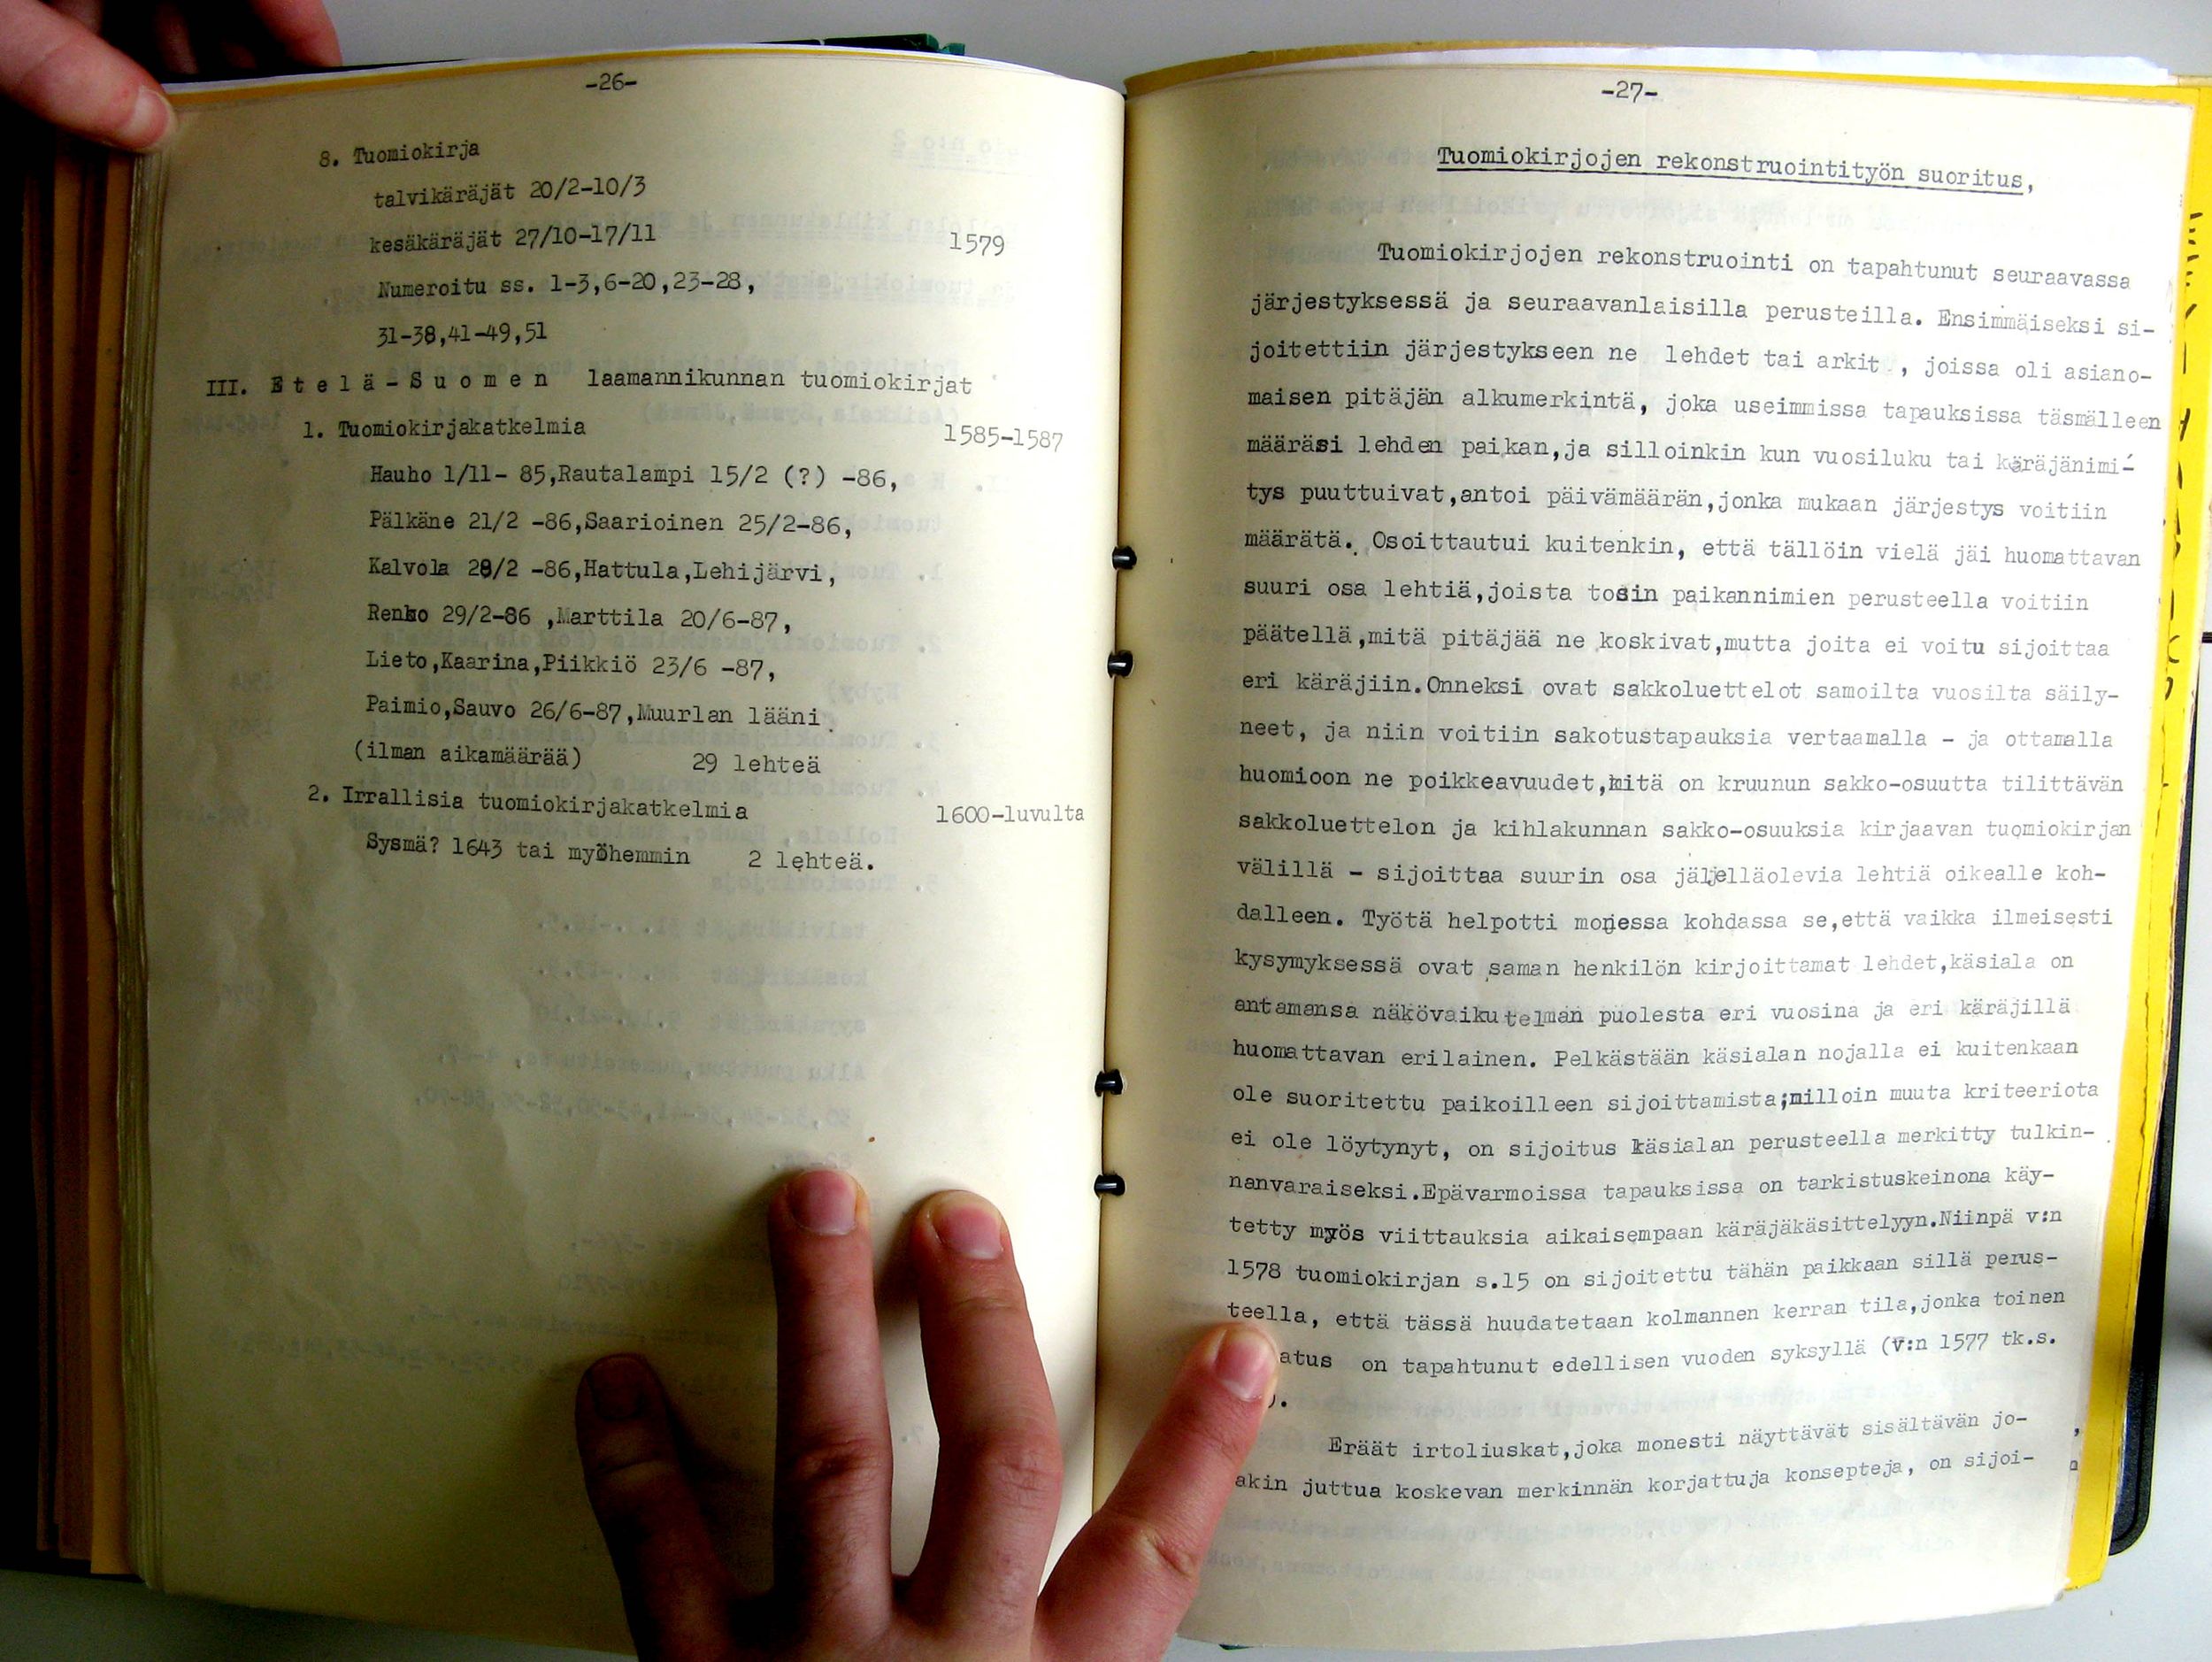 -26-
8. Tuomiokirja
talvikäräjät 20/2-10/3
kesäkäräjät 27/10-17/11 1579
Numeroitu ss. 1-3,6-20,23-28,
31-38,41-49,51
III. E t e l ä - S u o m e n laamannikunnan tuomiokirjat
1. Tuomiokirjakatkelmia 1585-1587
Hauho 1/11- 85,Rautalampi 15/2 (?) -86,
Pälkäne 21/2 -86,Saarioinen 25/2-86,
Kalvola 28/2 -86,Hattula,Lehijärvi,
Renko 29/2-86 ,Marttila 20/6-87,
Lieto,Kaarina,Piikkiö 23/6 -87,
Paimio,Sauvo 26/6-87,Muurlan lääni
(ilman aikamäärää) 29 lehteä
2. Irrallisia tuomiokirjakatkelmia 1600-luvulta
Sysmä? 1643 tai myöhemmin 2 lehteä.
-27-
Tuomiokirjojen rekonstruointityön suoritus,
Tuomiokirjojen rekonstruointi on tapahtunut seuraavassa
järjestyksessä ja seuraavanlaisilla perusteilla. Ensimmäiseksi si-
joitettiin järjestykseen ne lehdet tai arkit , joissa oli asiano-
maisen pitäjän alkumerkintä, joka useimmissa tapauksissa täsmälleen
määräsi lehden paikan,ja silloinkin kun vuosiluku tai käräjänimi-
tys puuttuivat,antoi päivämäärän,jonka mukaan järjestys voitiin
määrätä. Osoittautui kuitenkin, että tällöin vielä jäi huomattavan
suuri osa lehtiä,joista tosin paikannimien perusteella voitiin
päätellä,mitä pitäjää ne koskivat,mutta joita ei voitu sijoittaa
eri käräjiin.Onneksi ovat sakkoluettelot samoilta vuosilta säily-
neet, ja niin voitiin sakotustapauksia vertaamalla - ja ottamalla
huomioon ne poikkeavuudet,mitä on kruunun sakko-osuutta tilittävän
sakkoluettelon ja kihlakunnan sakko-osuuksia kirjaavan tuomiokirjan
välillä - sijoittaa suurin osa jäljelläolevia lehtiä oikealle koh-
dalleen. Työtä helpotti monessa kohdassa se,että vaikka ilmeisesti
kysymyksessä ovat saman henkilön kirjoittamat lehdet,käsiala on
antamansa näkövaikutelman puolesta eri vuosina ja eri käräjillä
huomattavan erilainen. Pelkästään käsialan nojalla ei kuitenkaan
ole suoritettu paikoilleen sijoittamista;milloin muuta kriteeriota
ei ole löytynyt, on sijoitus käsialan perusteella merkitty tulkin-
nanvaraiseksi.Epävarmoissa tapauksissa on tarkistuskeinona käy-
tetty myös viittauksia aikaisempaan käräjäkäsittelyyn.Niinpä v:n
1578 tuomiokirjan s.15 on sijoitettu tähän paikkaan sillä perus-
teella, että tässä huudatetaan kolmannen kerran tila,jonka toinen
atus on tapahtunut edellisen vuoden syksyllä (v:n 1577 tk.s.
).
Eräät irtoliuskat,joka monesti näyttävät sisältävän jo-
akin juttua koskevan merkinnän korjattuja konsepteja, on sijoi-